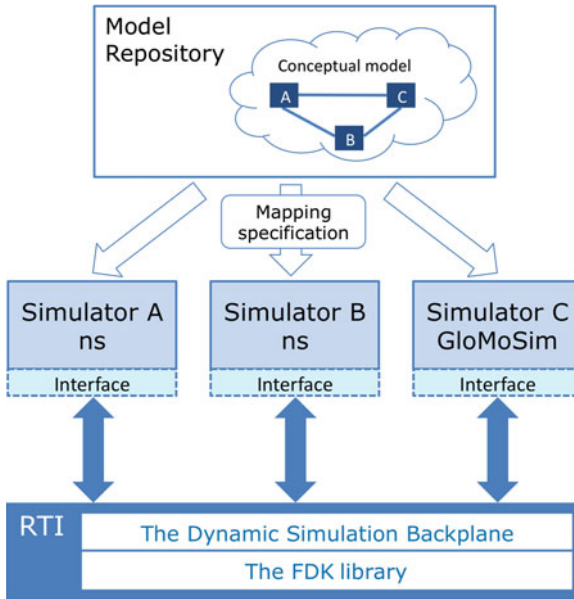 Model
Repository
Conceptual model
A
C
B
Mapping
specification
Simulator A
ns
Simulator B
ns
Simulator C
GloMoSim
Interface
Interface
Interface
RTI
The Dynamic Simulation Backplane
The FDK library